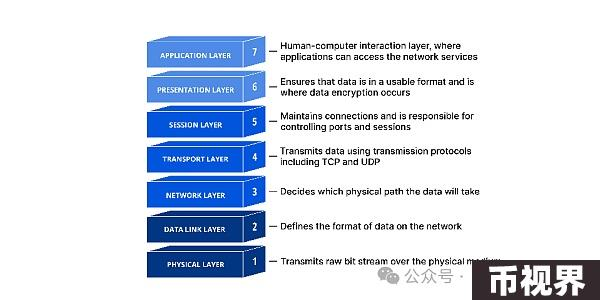 APPLICATION LAYER 7
Human-computer interaction layer, where
applications can access the network services
PRESENTATION LAYER 6
Ensures that data is in a usable format and is
where data encryption occurs
SESSION LAYER 5
Maintains connections and is responsible for
controlling ports and sessions
TRANSPORT LAYER 4
Transmits data using transmission protocols
including TCP and UDP
NETWORK LAYER 3
Decides which physical path the data will take
DATA LINK LAYER 2
Defines the format of data on the network
PHYSICAL LAYER 1
Transmits raw bit stream over the physical medium
公众号 ·
币视界